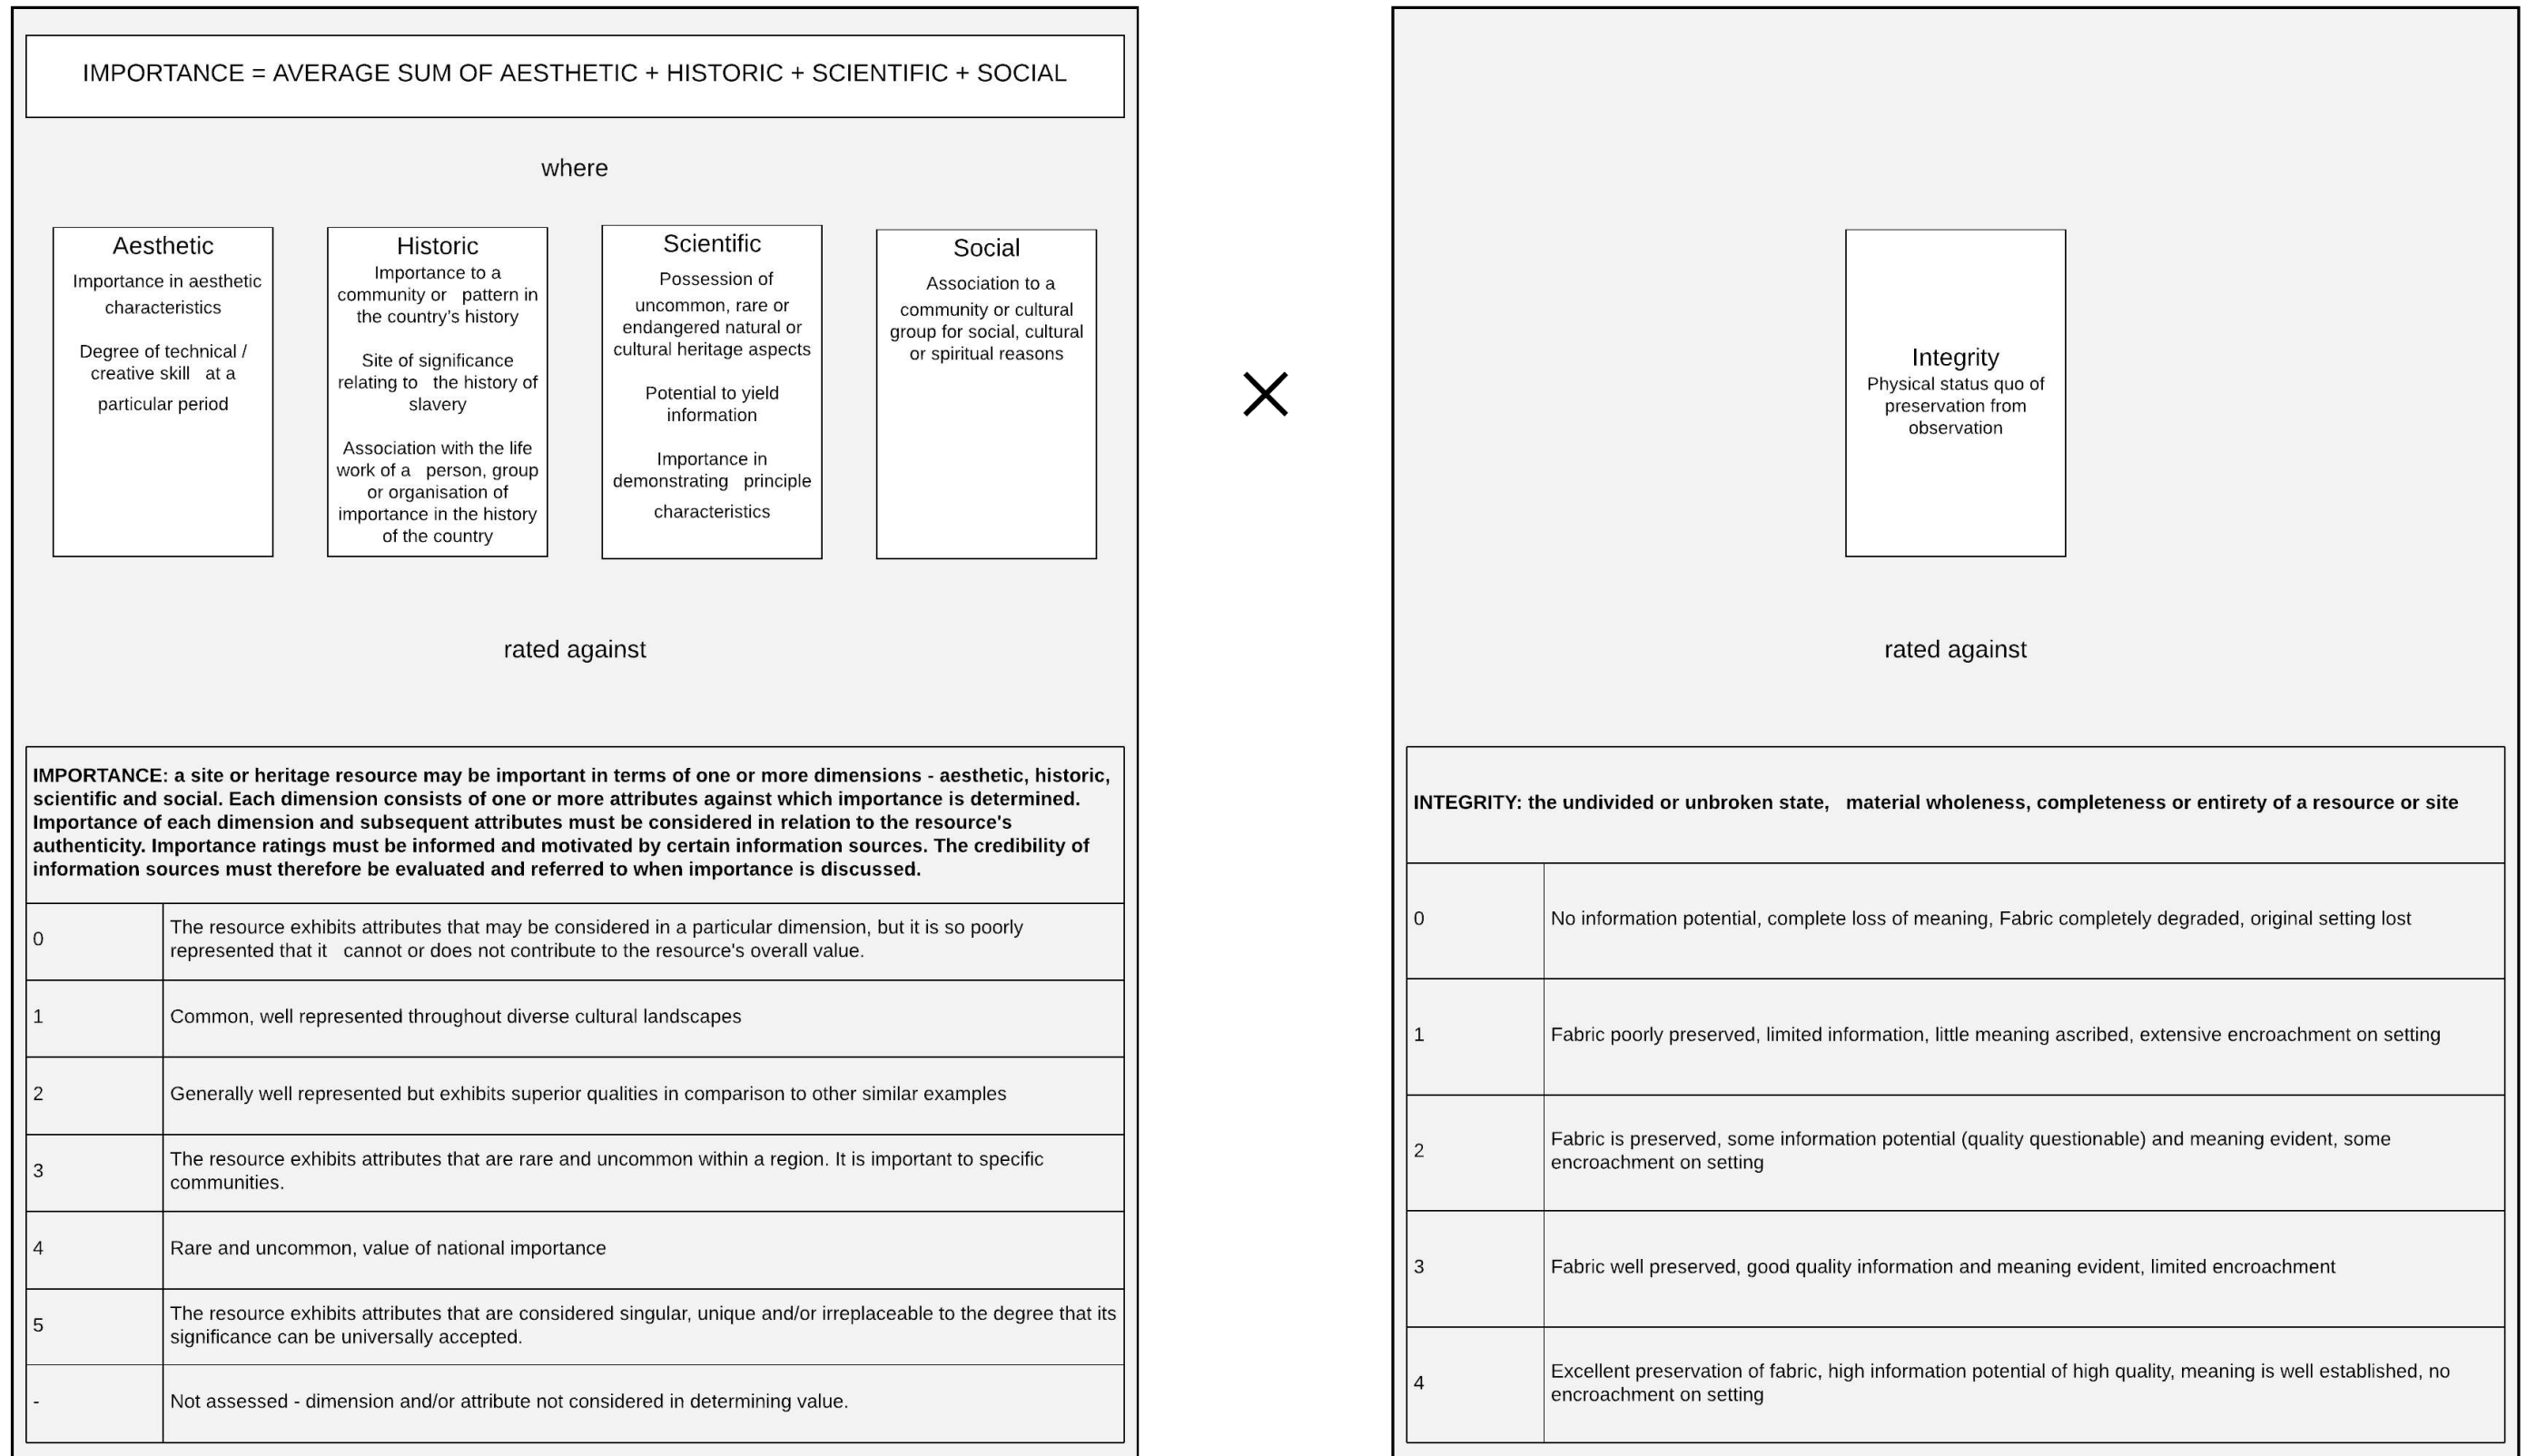 IMPORTANCE = AVERAGE SUM OF AESTHETIC + HISTORIC + SCIENTIFIC + SOCIAL
where
Aesthetic
Importance in aesthetic
characteristics
Degree of technical /
creative skill at a
particular period
Historic
Importance to a
community or pattern in
the country's history
Site of significance
relating to the history of
slavery
Association with the life
work of a person, group
or organisation of
importance in the history
of the country
Scientific
Possession of
uncommon, rare or
endangered natural or
cultural heritage aspects
Potential to yield
information
Importance in
demonstrating principle
characteristics
Social
Association to a
community or cultural
group for social, cultural
or spiritual reasons
rated against
IMPORTANCE: a site or heritage resource may be important in terms of one or more dimensions - aesthetic, historic,
scientific and social. Each dimension consists of one or more attributes against which importance is determined.
Importance of each dimension and subsequent attributes must be considered in relation to the resource's
authenticity. Importance ratings must be informed and motivated by certain information sources. The credibility of
information sources must therefore be evaluated and referred to when importance is discussed.
0
The resource exhibits attributes that may be considered in a particular dimension, but it is so poorly
represented that it cannot or does not contribute to the resource's overall value.
1
Common, well represented throughout diverse cultural landscapes
2
Generally well represented but exhibits superior qualities in comparison to other similar examples
3
The resource exhibits attributes that are rare and uncommon within a region. It is important to specific
communities.
4
Rare and uncommon, value of national importance
5
The resource exhibits attributes that are considered singular, unique and/or irreplaceable to the degree that its
significance can be universally accepted.
-
Not assessed - dimension and/or attribute not considered in determining value.
×
Integrity
Physical status quo of
preservation from
observation
rated against
INTEGRITY: the undivided or unbroken state, material wholeness, completeness or entirety of a resource or site
0
No information potential, complete loss of meaning, Fabric completely degraded, original setting lost
1
Fabric poorly preserved, limited information, little meaning ascribed, extensive encroachment on setting
2
Fabric is preserved, some information potential (quality questionable) and meaning evident, some
encroachment on setting
3
Fabric well preserved, good quality information and meaning evident, limited encroachment
4
Excellent preservation of fabric, high information potential of high quality, meaning is well established, no
encroachment on setting